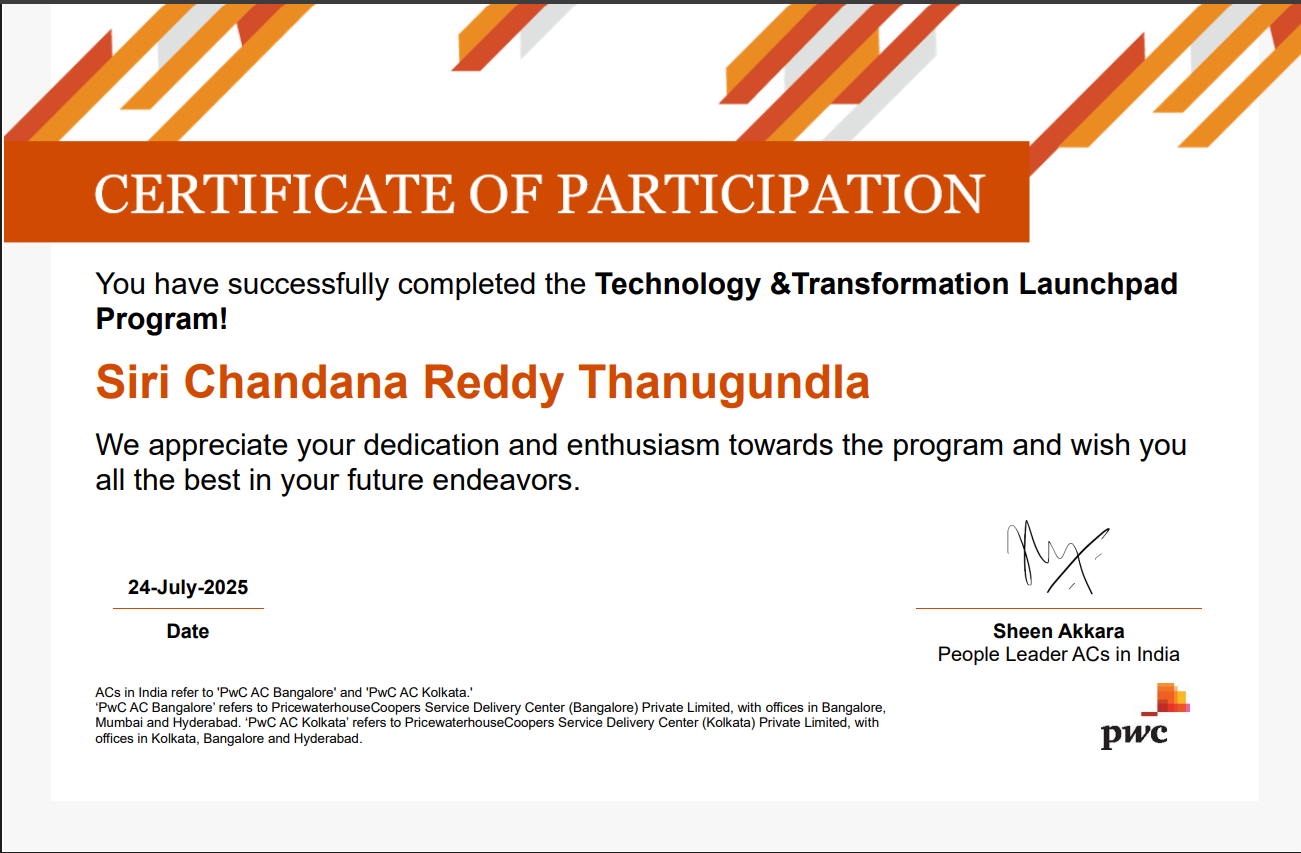 CERTIFICATE OF PARTICIPATION
You have successfully completed the Technology &Transformation Launchpad
Program!
Siri Chandana Reddy Thanugundla
We appreciate your dedication and enthusiasm towards the program and wish you
all the best in your future endeavors.
24-July-2025
Date
Sheen Akkara
People Leader ACs in India
ACs in India refer to 'PwC AC Bangalore' and 'PwC AC Kolkata.'
‘PwC AC Bangalore’ refers to PricewaterhouseCoopers Service Delivery Center (Bangalore) Private Limited, with offices in Bangalore,
Mumbai and Hyderabad. ‘PwC AC Kolkata’ refers to PricewaterhouseCoopers Service Delivery Center (Kolkata) Private Limited, with
offices in Kolkata, Bangalore and Hyderabad.
pwc